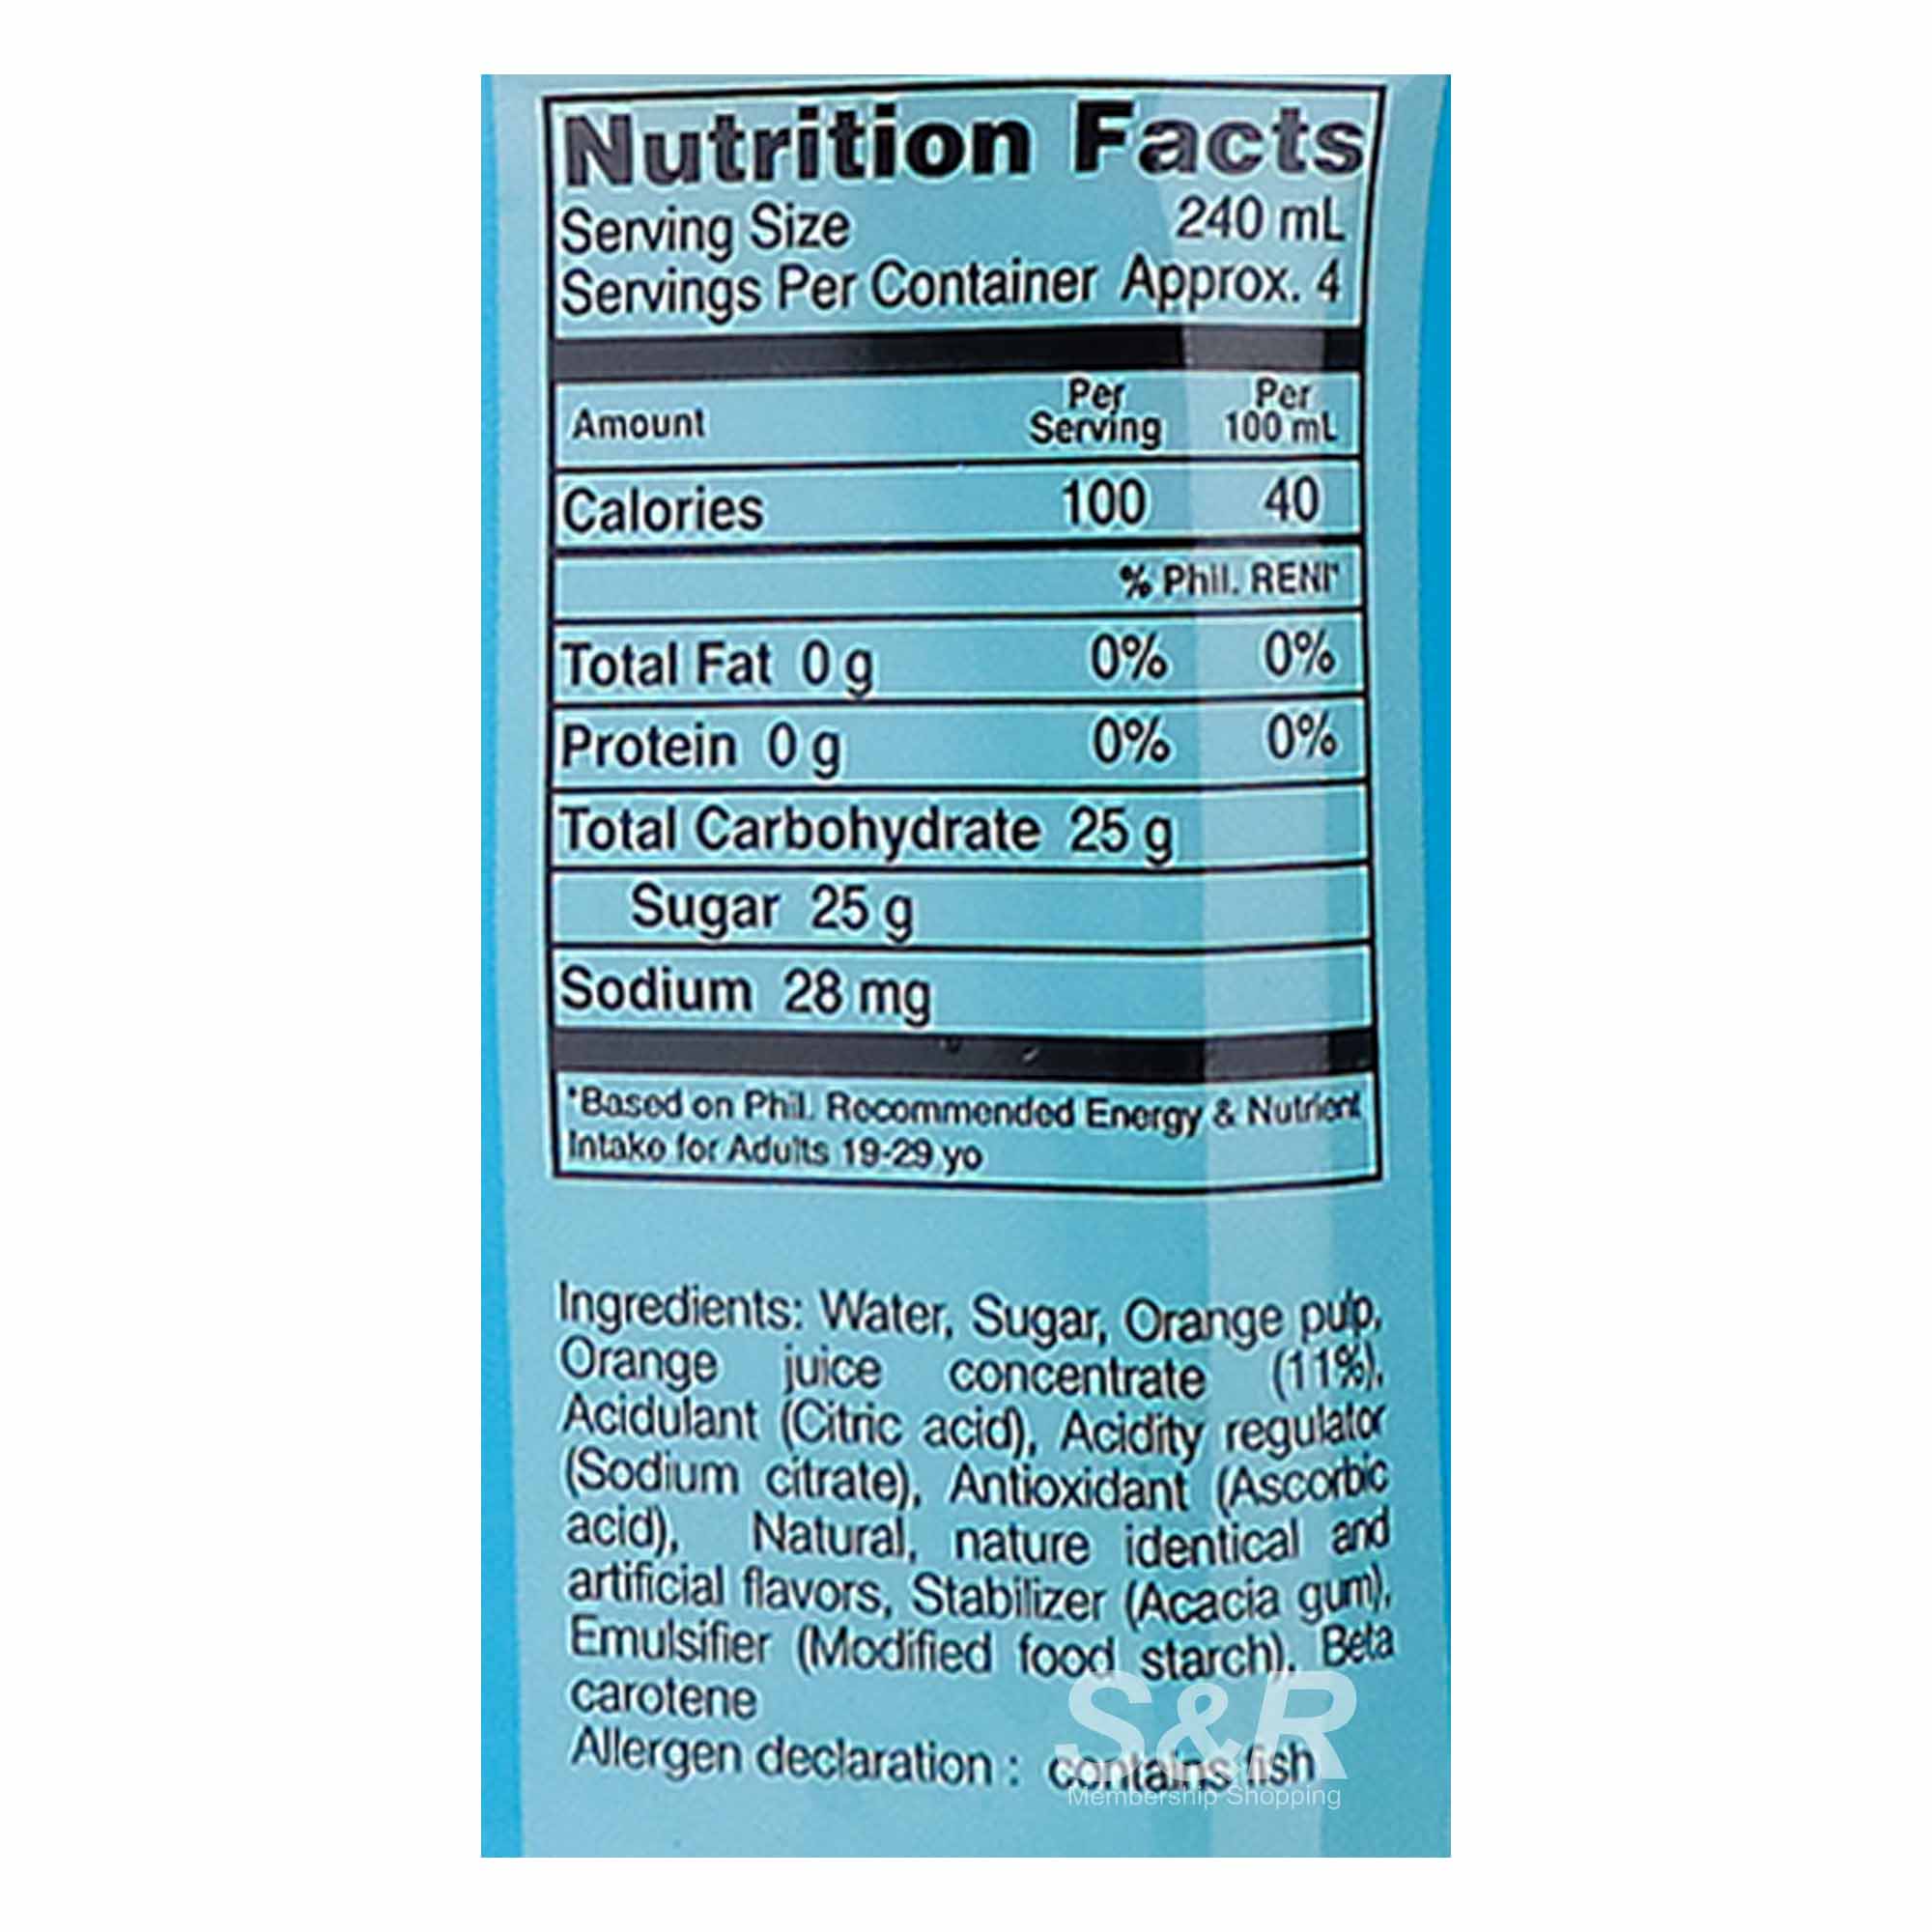 Nutrition Facts
Serving Size 240 mL
Servings Per Container Approx. 4
Amount Per Serving Per 100 mL
Calories 100 40
% Phil. RENI*
Total Fat 0 g 0% 0%
Protein 0 g 0% 0%
Total Carbohydrate 25 g
Sugar 25 g
Sodium 28 mg
*Based on Phil. Recommended Energy & Nutrient
Intake for Adults 19-29 yo
Ingredients: Water, Sugar, Orange pulp,
Orange juice concentrate (11%),
Acidulant (Citric acid), Acidity regulator
(Sodium citrate), Antioxidant (Ascorbic
acid), Natural, nature identical and
artificial flavors, Stabilizer (Acacia gum),
Emulsifier (Modified food starch), Beta
carotene
Allergen declaration : contains fish
S&R
Membership Shopping